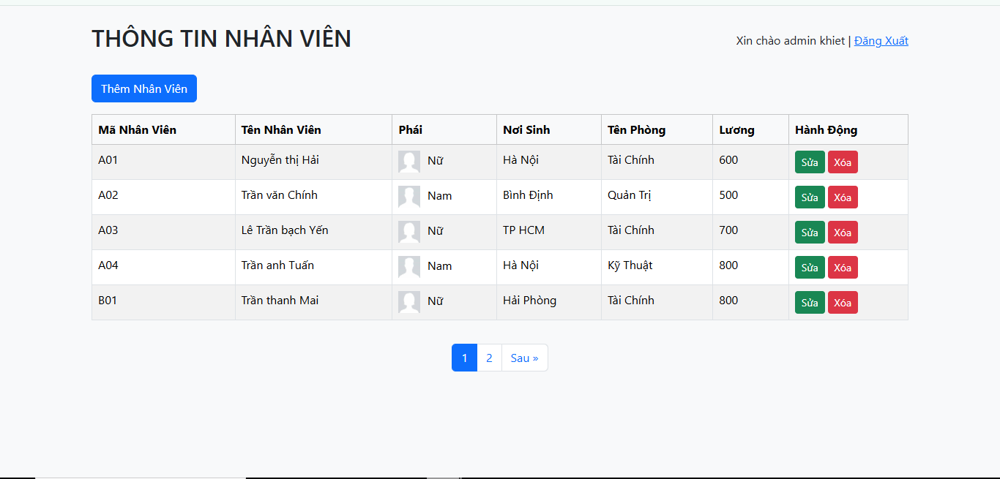 THÔNG TIN NHÂN VIÊN
Xin chào admin khiet | Đăng Xuất
Thêm Nhân Viên
Mã Nhân Viên Tên Nhân Viên Phái Nơi Sinh Tên Phòng Lương Hành Động
A01 Nguyễn thị Hải Nữ Hà Nội Tài Chính 600 Sửa Xóa
A02 Trần văn Chính Nam Bình Định Quản Trị 500 Sửa Xóa
A03 Lê Trần bạch Yến Nữ TP HCM Tài Chính 700 Sửa Xóa
A04 Trần anh Tuấn Nam Hà Nội Kỹ Thuật 800 Sửa Xóa
B01 Trần thanh Mai Nữ Hải Phòng Tài Chính 800 Sửa Xóa
1 2 Sau »